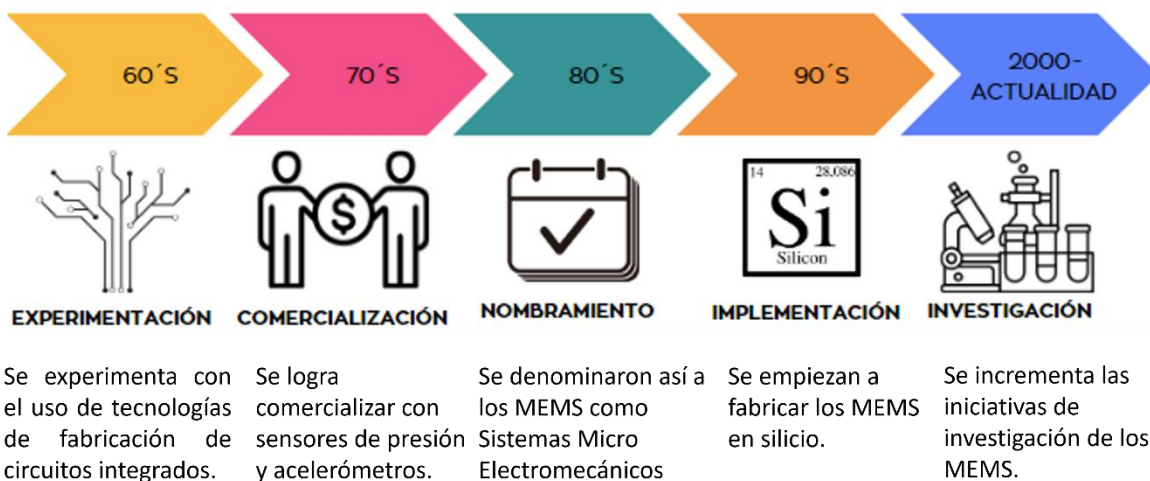 60´S
70´S
80´S
90´S
2000-
ACTUALIDAD
14
28,086
Si
Silicon
$
EXPERIMENTACIÓN
COMERCIALIZACIÓN
NOMBRAMIENTO
IMPLEMENTACIÓN
INVESTIGACIÓN
Se experimenta con
el uso de tecnologías
de fabricación de
circuitos integrados.
Se logra
comercializar con
sensores de presión
y acelerómetros.
Se denominaron así a
los MEMS como
Sistemas Micro
Electromecánicos
Se empiezan a
fabricar los MEMS
en silicio.
Se incrementa las
iniciativas de
investigación de los
MEMS.